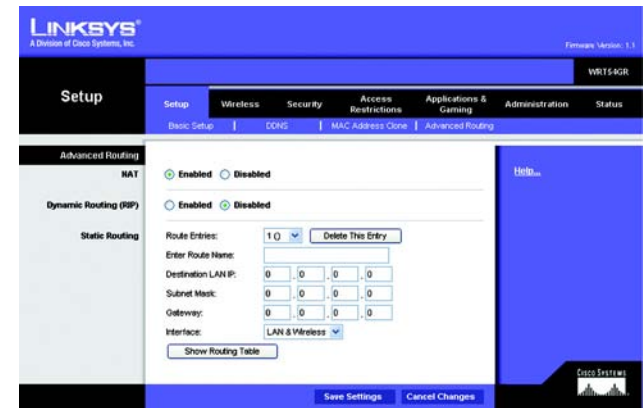 LINKSYS®
A Division of Cisco Systems, Inc.
Firmware Version: 1.1
WRT54GR
Setup
Setup Wireless Security Access Restrictions Applications & Gaming Administration Status
Basic Setup | DDNS | MAC Address Clone | Advanced Routing
Advanced Routing
NAT Enabled Disabled
Help...
Dynamic Routing (RIP) Enabled Disabled
Static Routing Route Entries: 1 () Delete This Entry
Enter Route Name:
Destination LAN IP: 0 . 0 . 0 . 0
Subnet Mask: 0 . 0 . 0 . 0
Gateway: 0 . 0 . 0 . 0
Interface: LAN & Wireless
Show Routing Table
Save Settings Cancel Changes
CISCO SYSTEMS